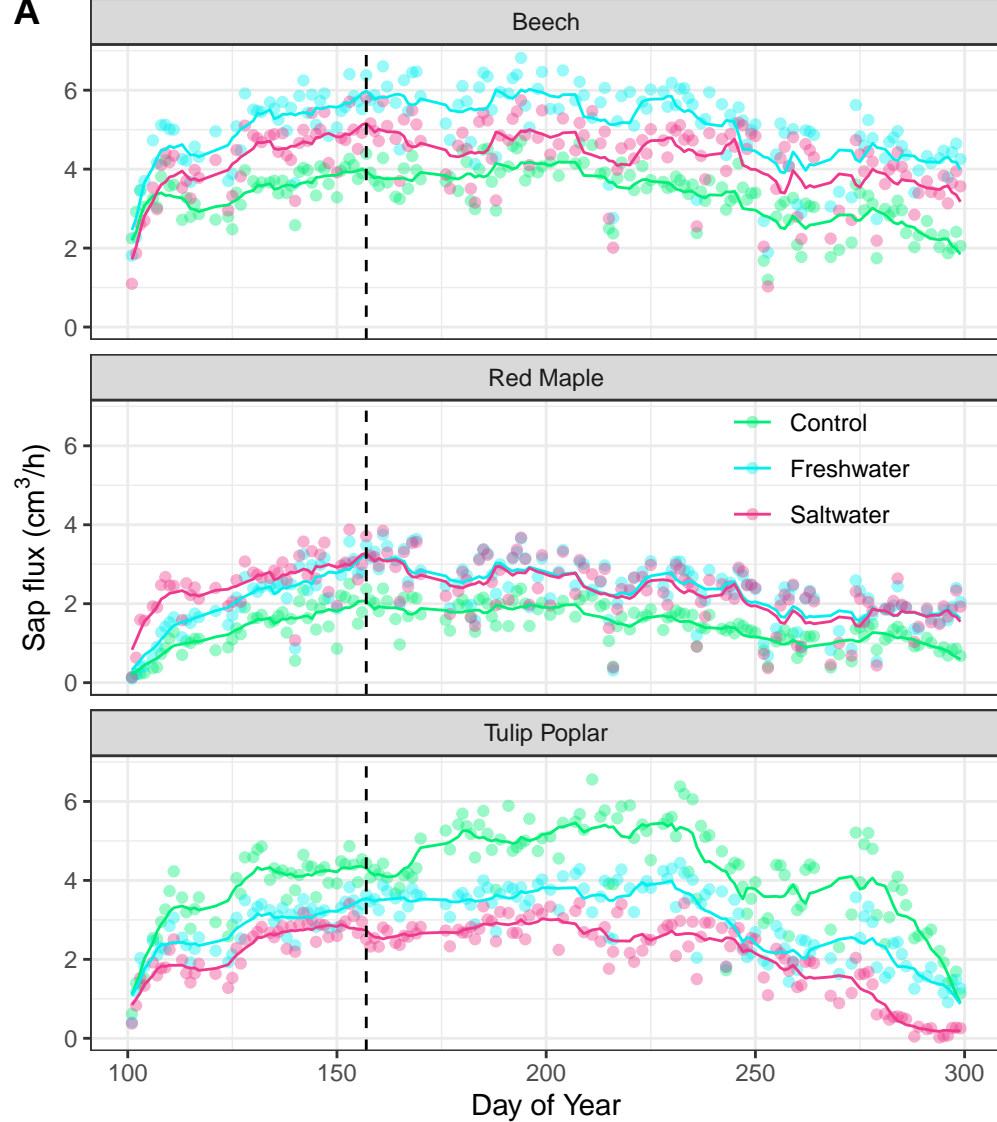 A
Beech
6
4
2
0
Red Maple
Control
Freshwater
Saltwater
6
4
2
0
Sap flux (cm³/h)
Tulip Poplar
6
4
2
0
100 150 200 250 300
Day of Year